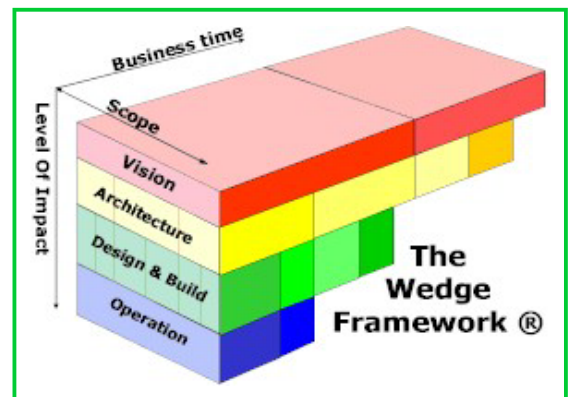 Business time
Scope
Level Of Impact
Vision
Architecture
Design & Build
Operation
The
Wedge
Framework ®